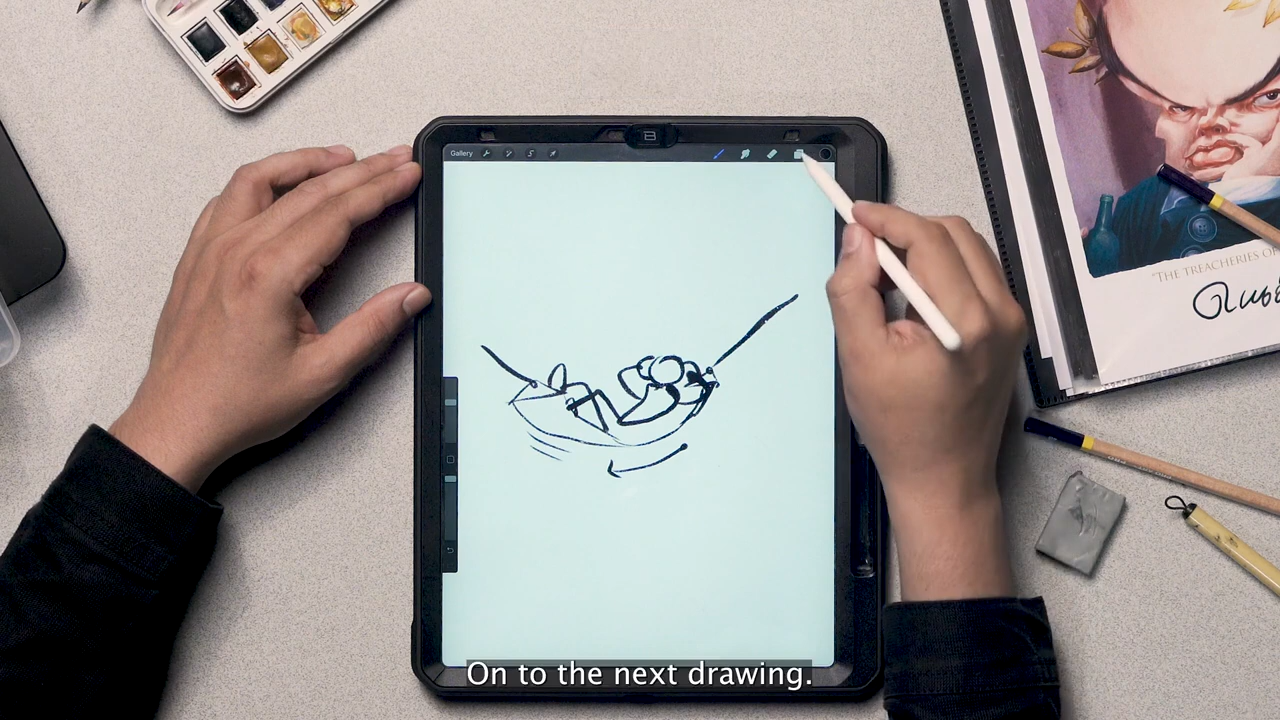 Gallery
"THE TREACHERIES OF
On to the next drawing.